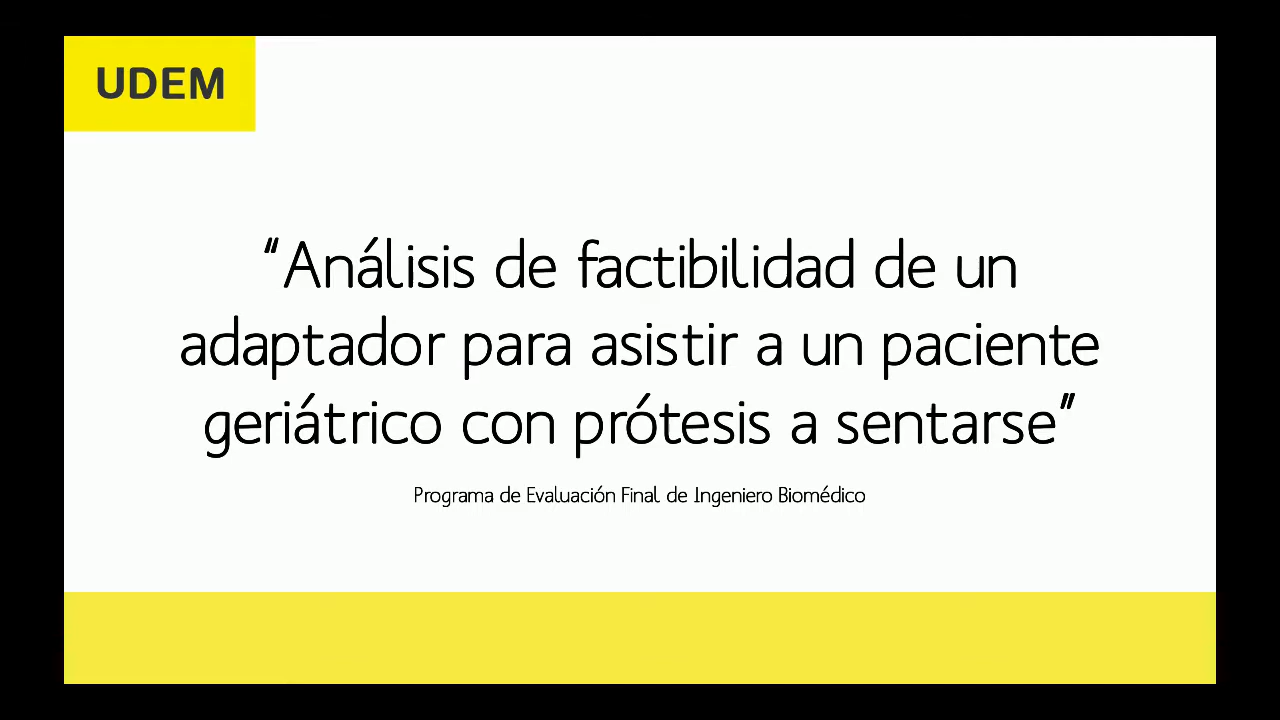 UDEM
“Análisis de factibilidad de un
adaptador para asistir a un paciente
geriátrico con prótesis a sentarse”
Programa de Evaluación Final de Ingeniero Biomédico